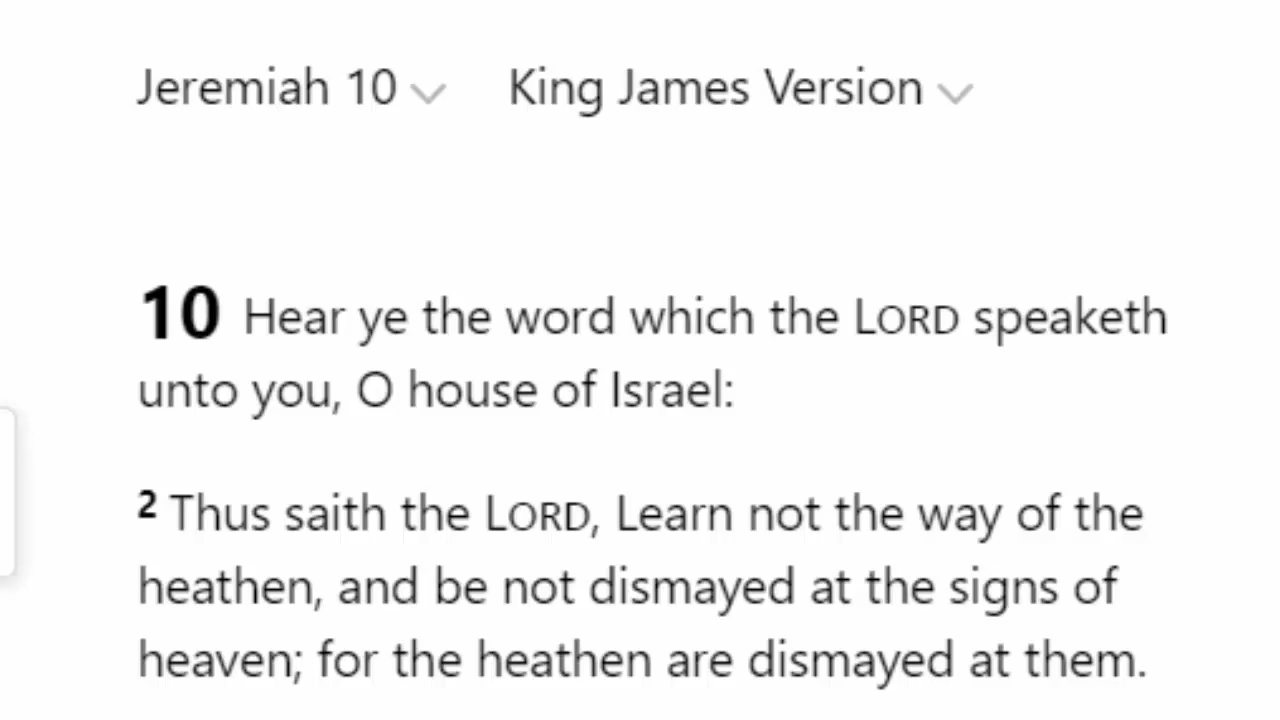 Jeremiah 10 King James Version
10 Hear ye the word which the LORD speaketh
unto you, O house of Israel:
2 Thus saith the LORD, Learn not the way of the
heathen, and be not dismayed at the signs of
heaven; for the heathen are dismayed at them.